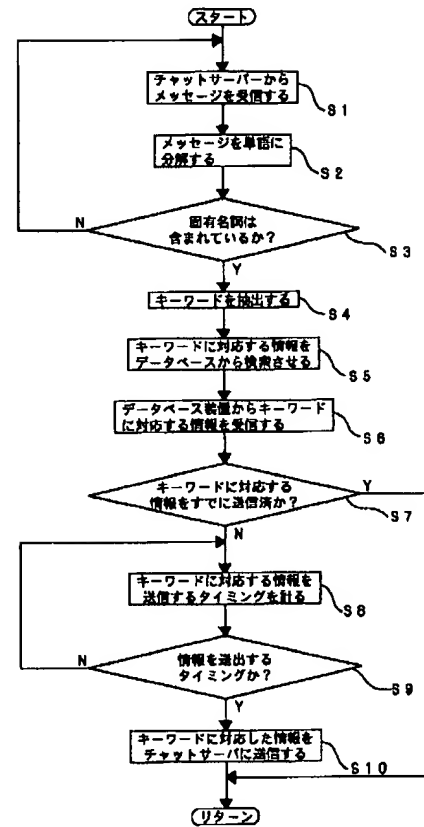 スタート
チャットサーバーから
メッセージを受信する
S1
メッセージを単語に
分解する
S2
N
固有名詞は
含まれているか?
S3
Y
キーワードを抽出する
S4
キーワードに対応する情報を
データベースから検索させる
S5
データベース装置からキーワード
に対応する情報を受信する
S6
キーワードに対応する
情報をすでに送信済か?
Y
S7
N
キーワードに対応する情報を
送信するタイミングを計る
S8
N
情報を送出する
タイミングか?
S9
Y
キーワードに対応した情報を
チャットサーバに送信する
S10
リターン